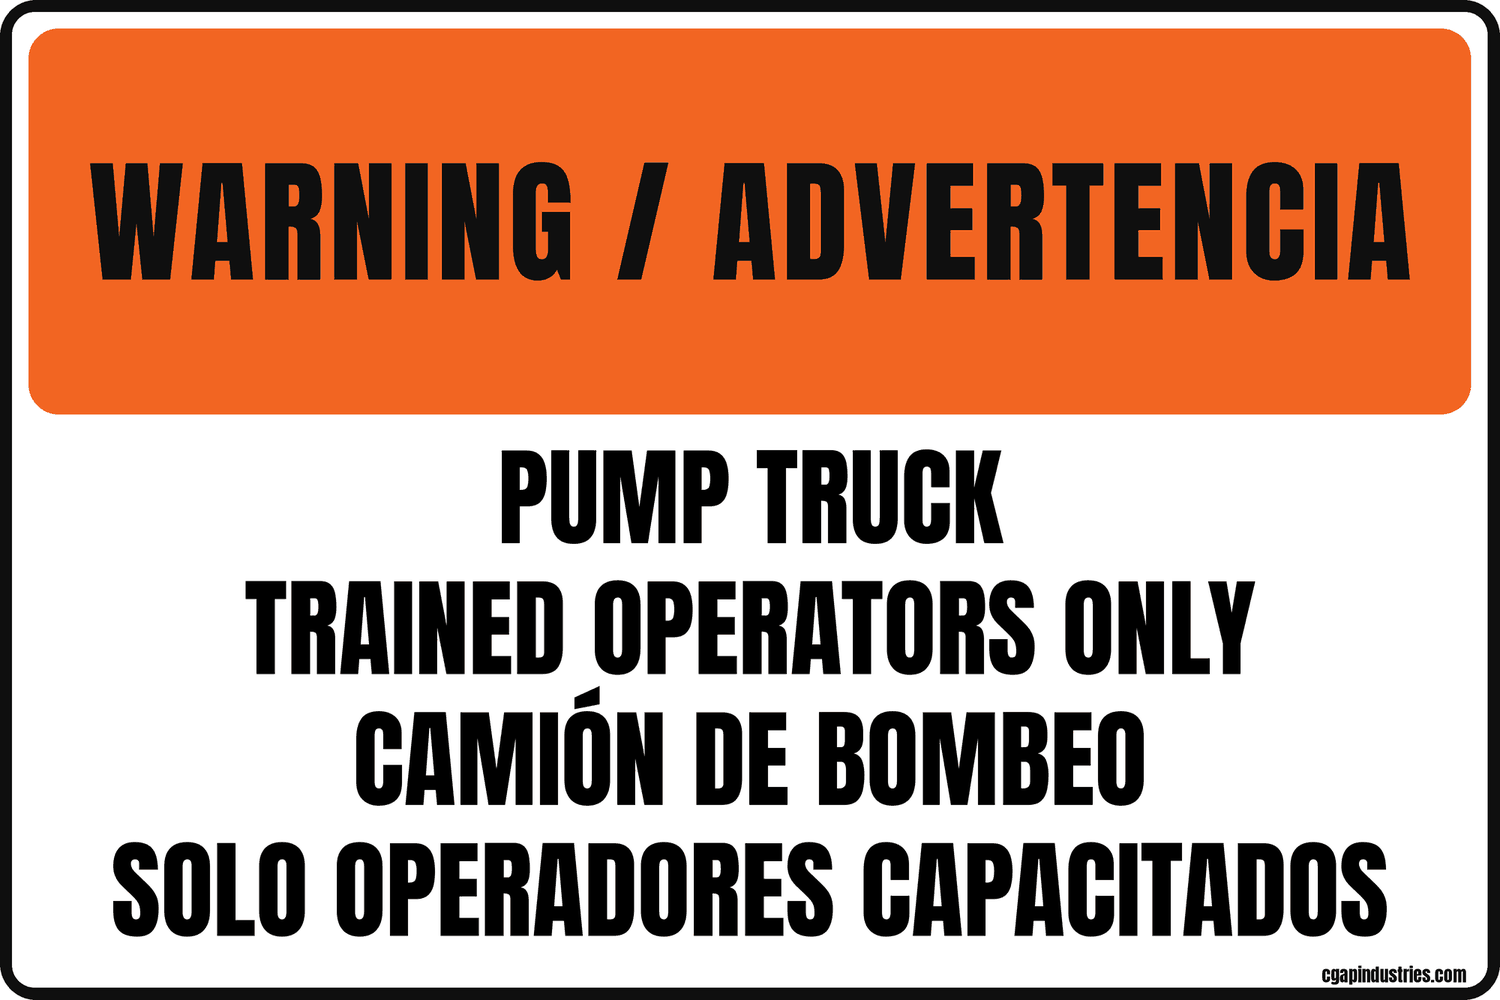 WARNING / ADVERTENCIA
PUMP TRUCK
TRAINED OPERATORS ONLY
CAMIÓN DE BOMBEO
SOLO OPERADORES CAPACITADOS
cgapindustries.com